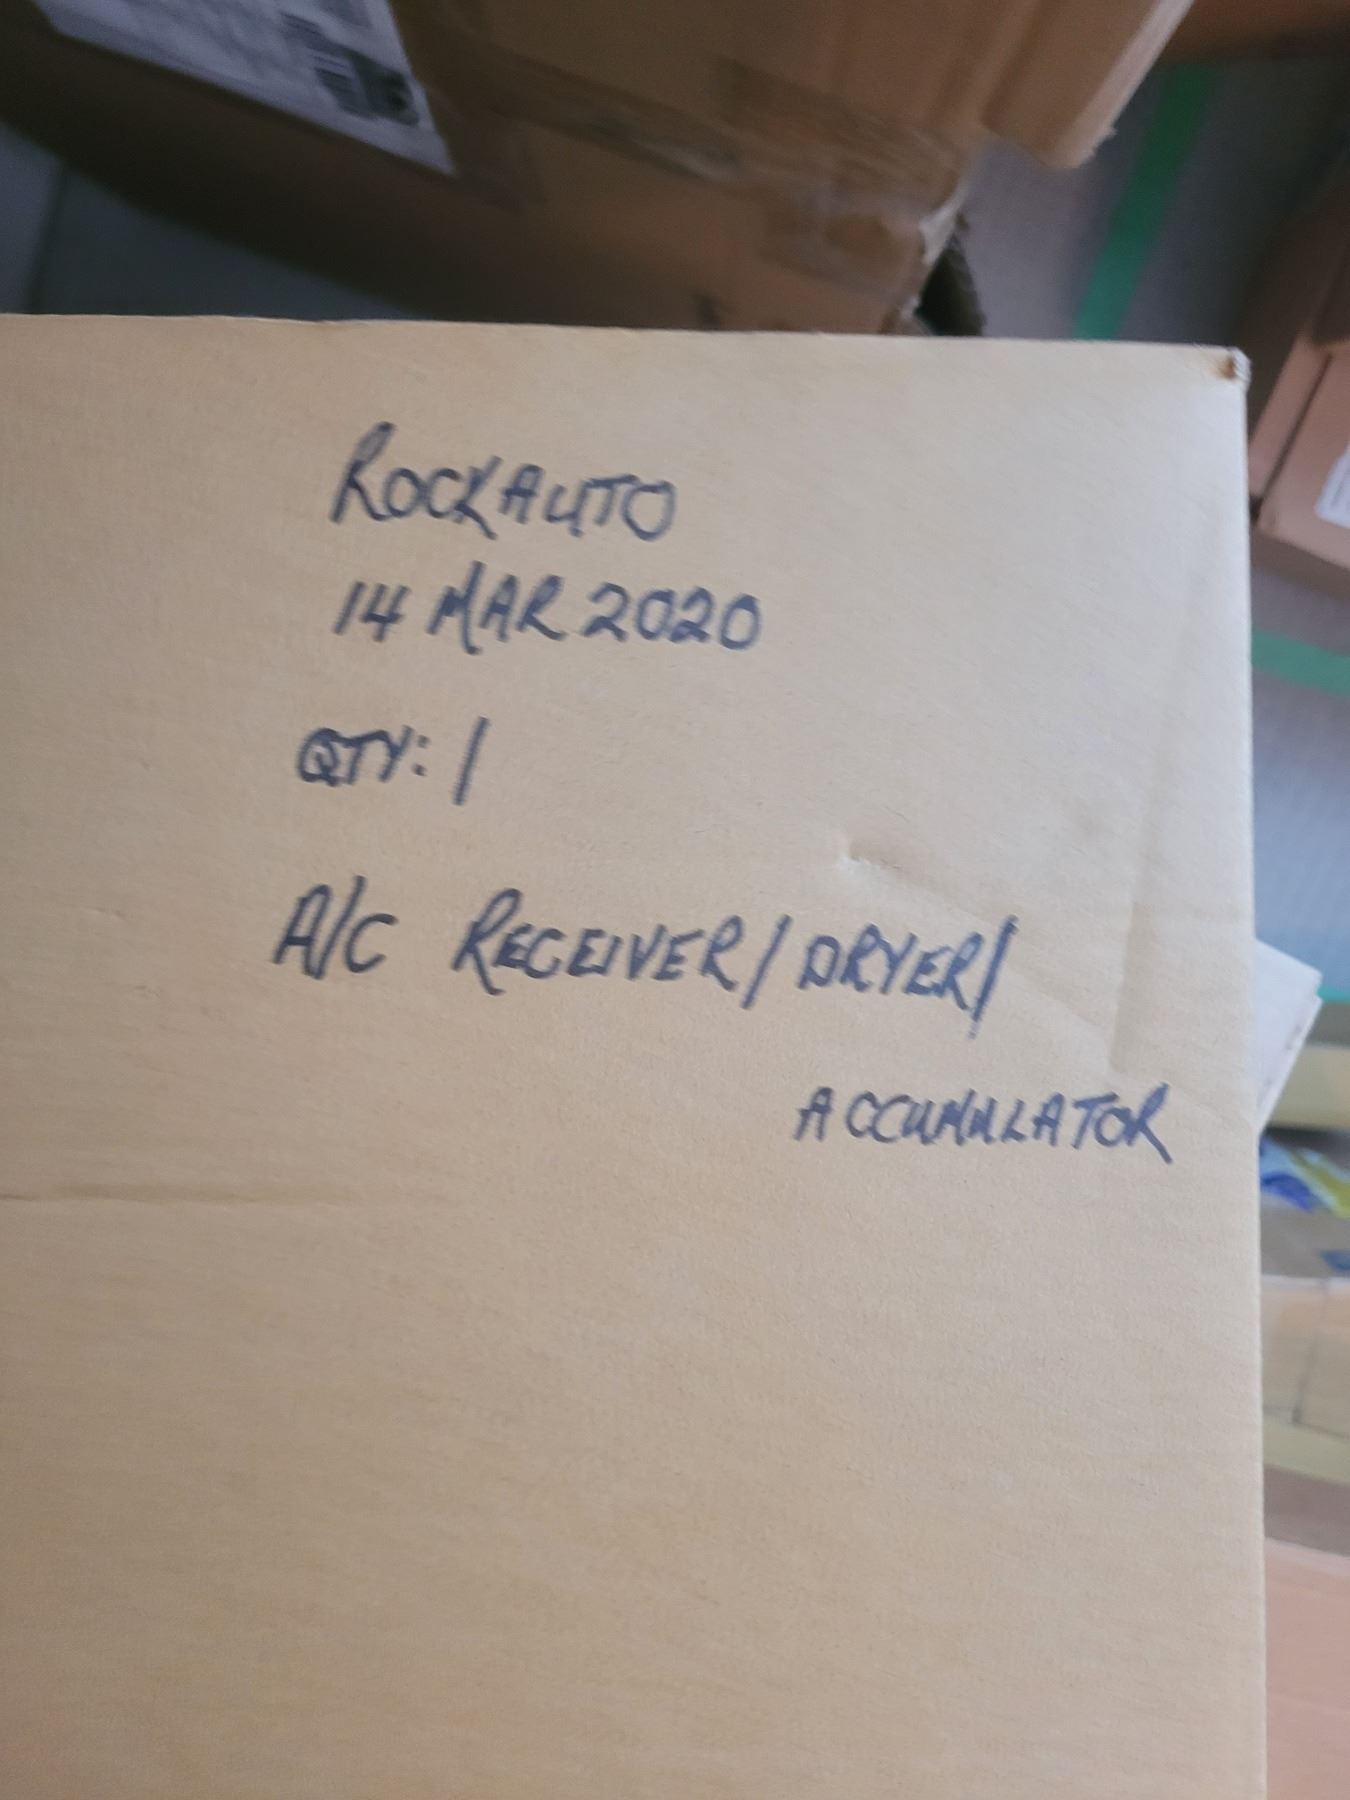 ROCKAUTO
14 MAR 2020
QTY: 1
A/C RECEIVER/DRYER/
ACCUMULATOR